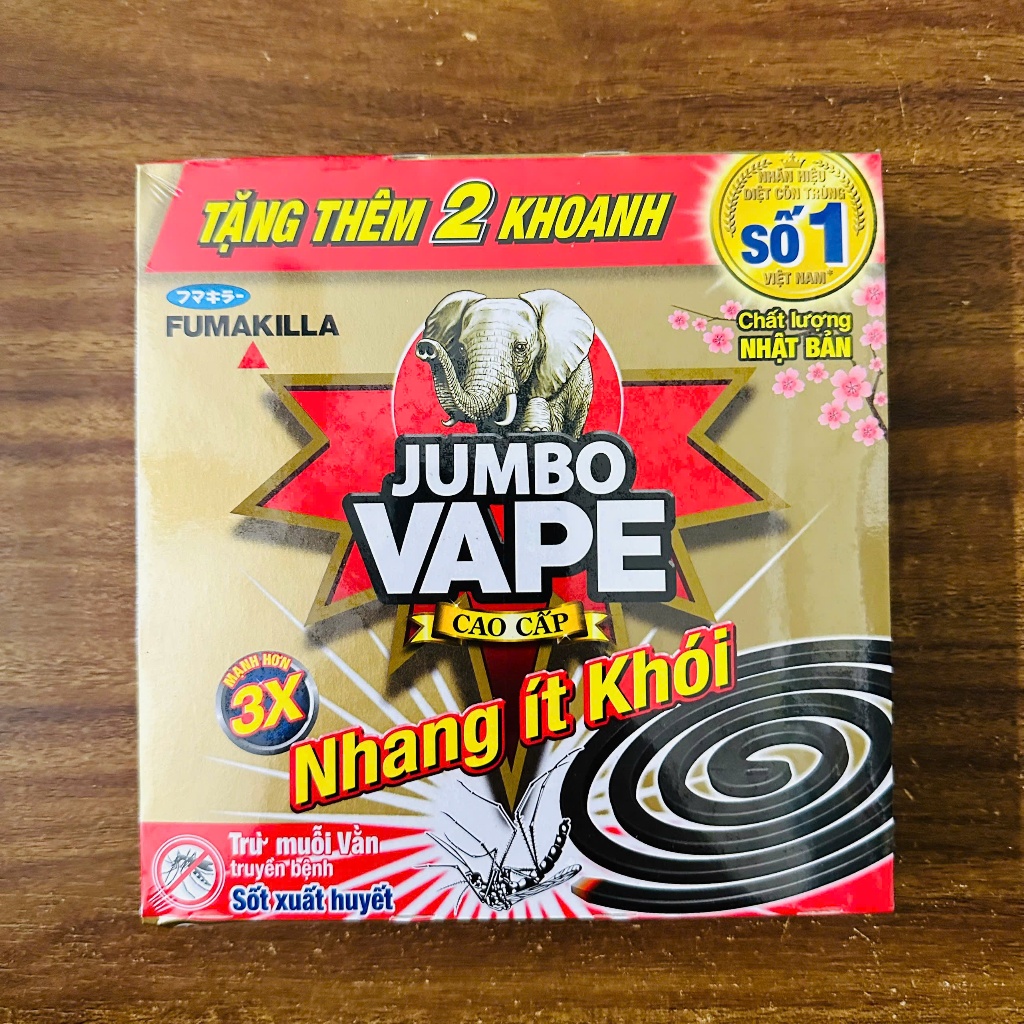 TẶNG THÊM 2 KHOANH
NHÃN HIỆU
DIỆT CÔN TRÙNG
SỐ 1
VIỆT NAM*
フマキラー
FUMAKILLA
Chất lượng
NHẬT BẢN
JUMBO
VAPE
CAO CẤP
MẠNH HƠN
3X
Nhang ít Khói
Trừ muỗi Vằn
truyền bệnh
Sốt xuất huyết